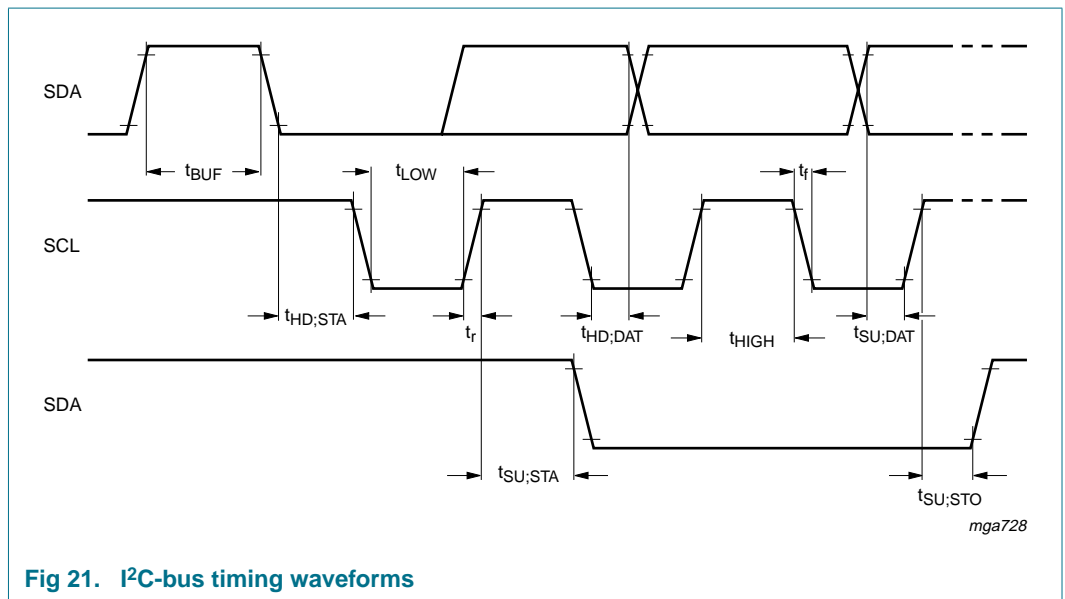 SDA
tBUF
tLOW
tf
SCL
tHD;STA
tr
tHD;DAT
tHIGH
tSU;DAT
SDA
tSU;STA
tSU;STO
mga728
Fig 21. I²C-bus timing waveforms